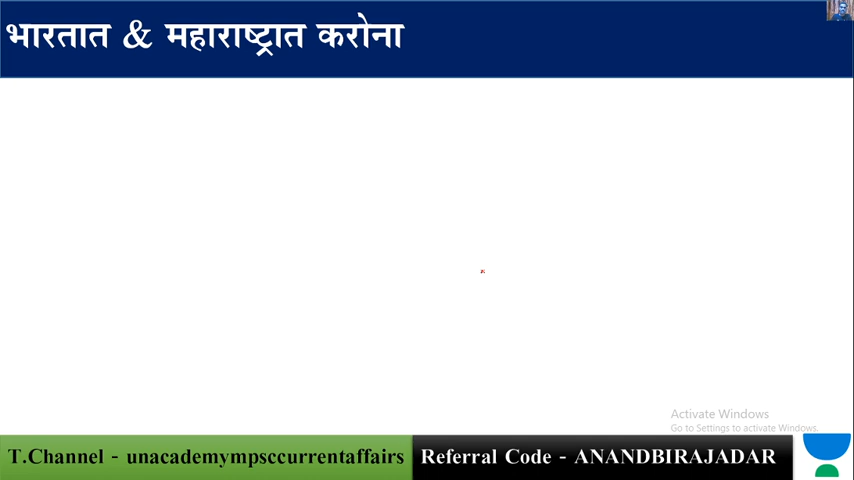 भारतात & महाराष्ट्रात करोना
Activate Windows
Go to Settings to activate Windows.
T.Channel - unacademympsccurrentaffairs
Referral Code - ANANDBIRAJADAR